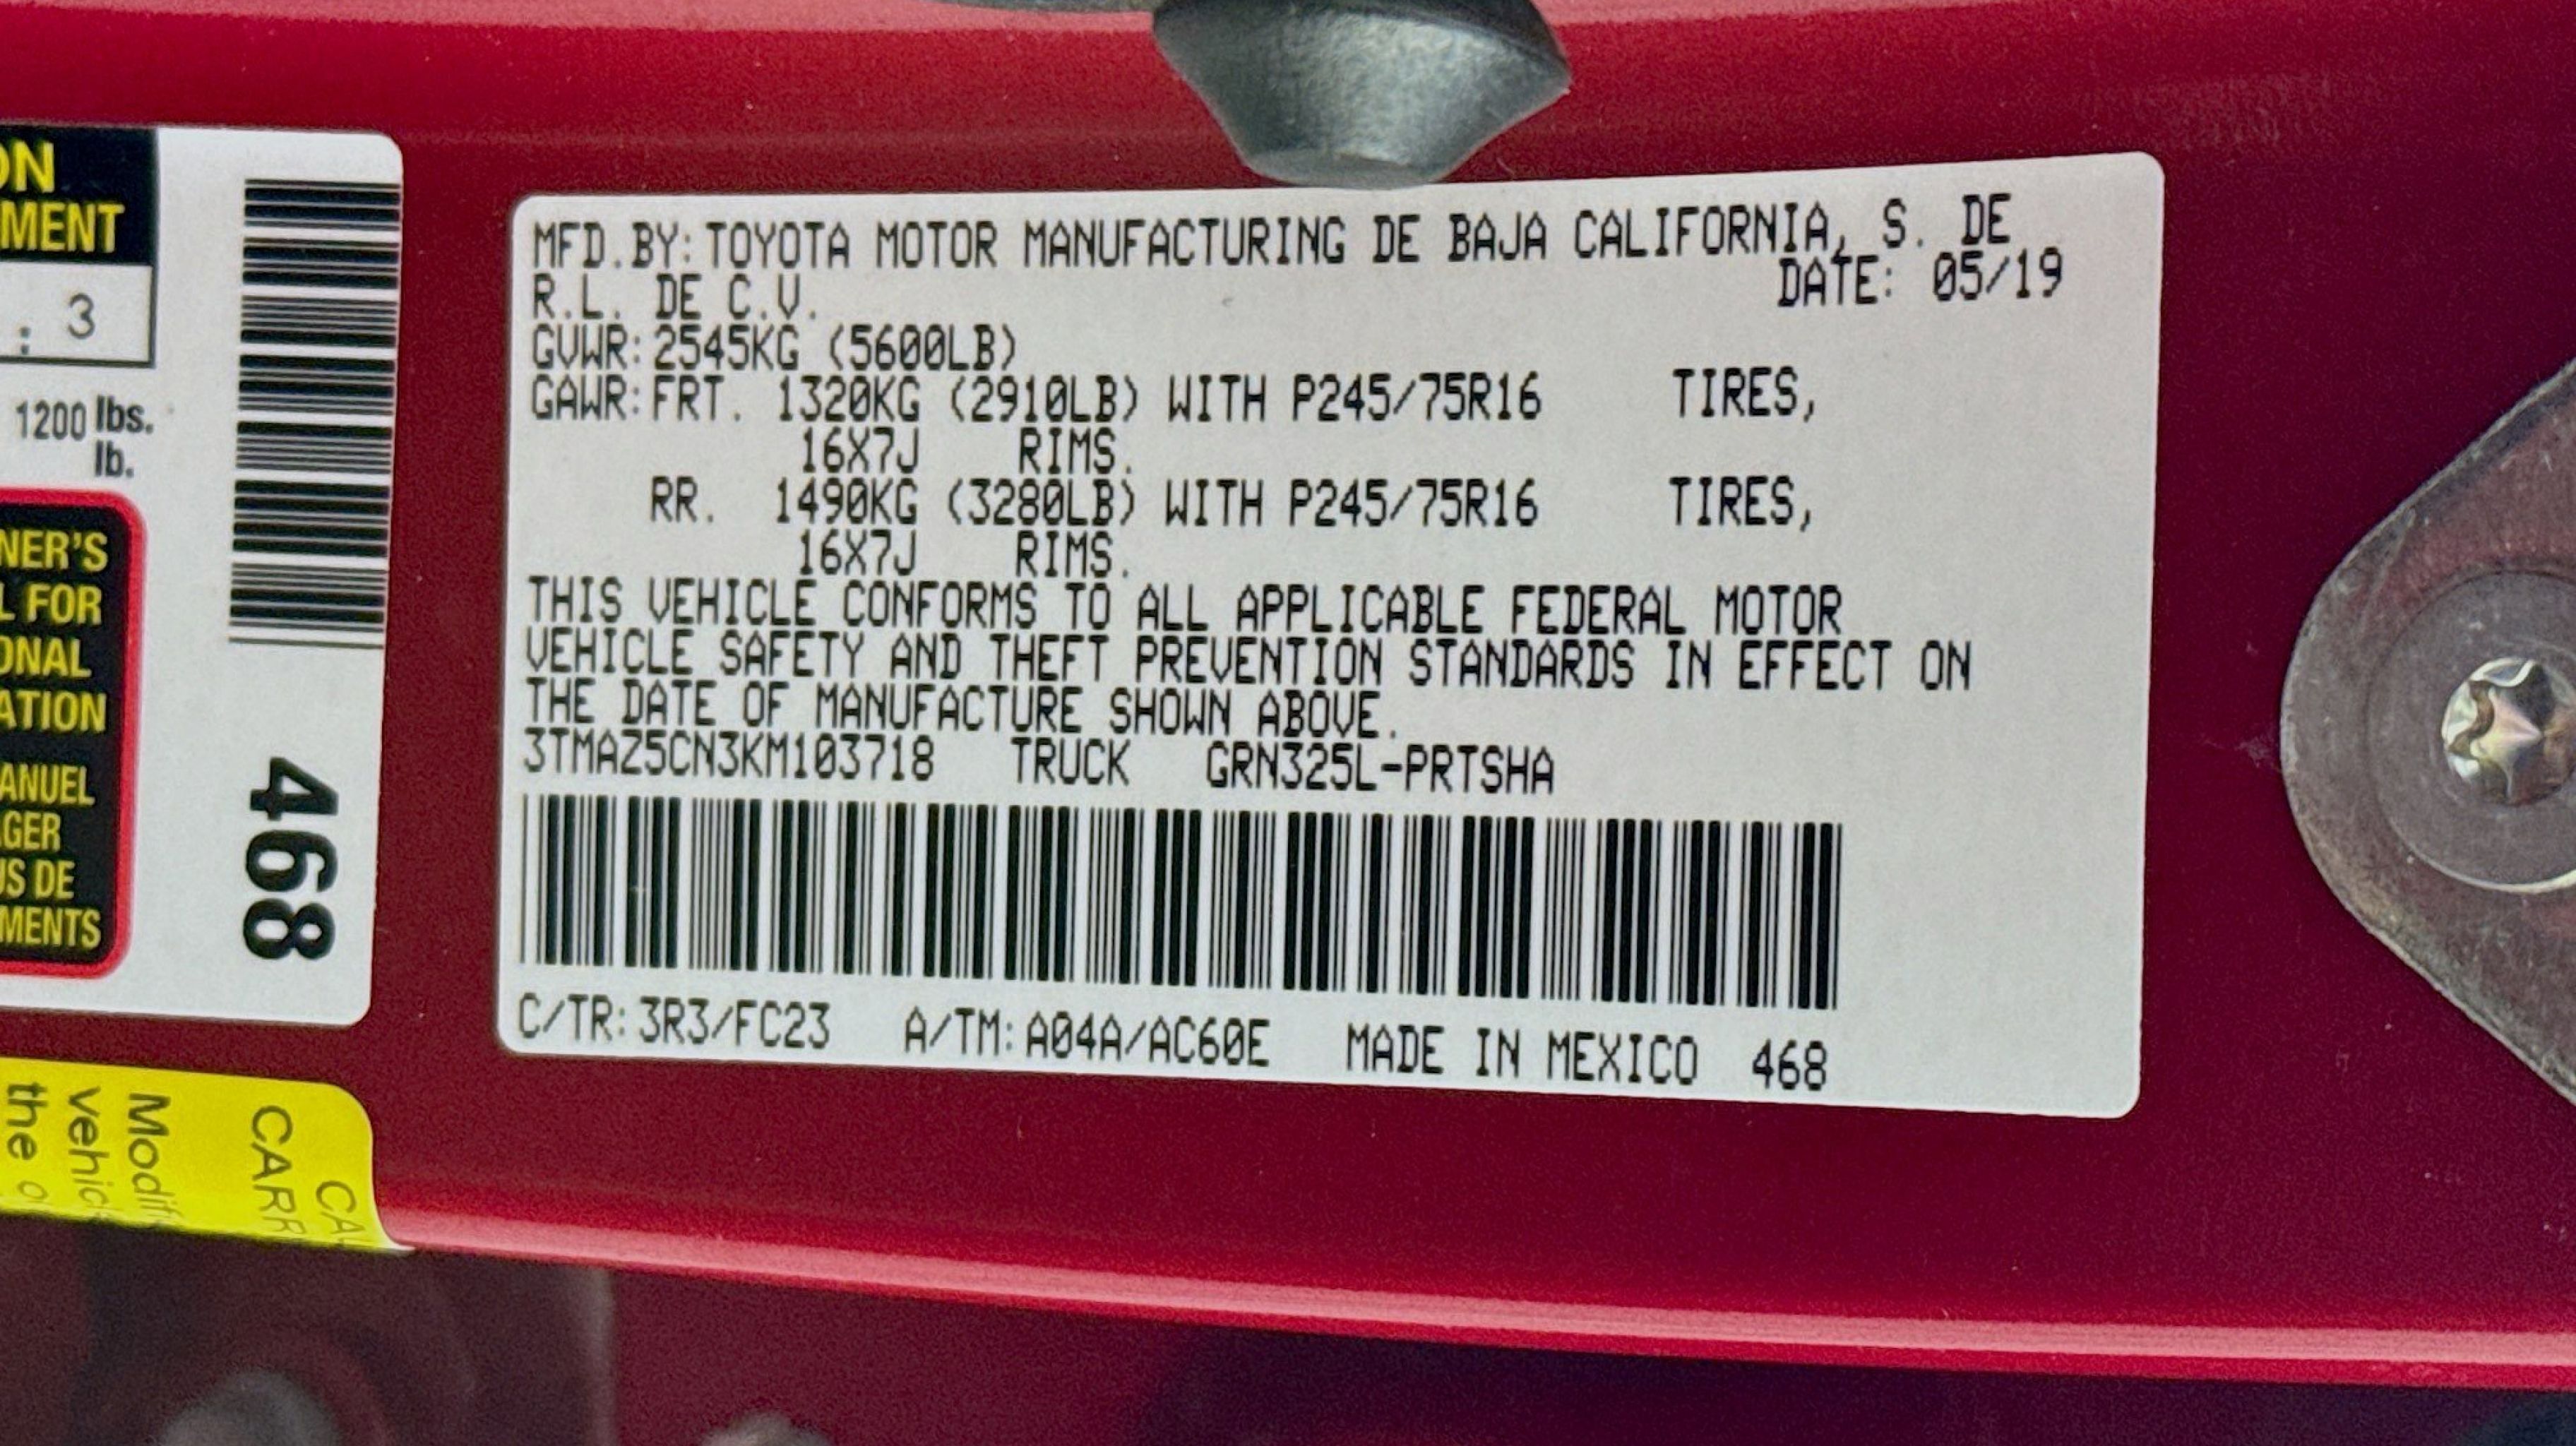 ON
MENT
: 3
1200 lbs.
lb.
NER'S
L FOR
ONAL
ATION
ANUEL
GER
US DE
MENTS
468
MFD.BY:TOYOTA MOTOR MANUFACTURING DE BAJA CALIFORNIA, S. DE
R.L. DE C.V. DATE: 05/19
GVWR:2545KG (5600LB)
GAWR:FRT. 1320KG (2910LB) WITH P245/75R16 TIRES,
16X7J RIMS.
RR. 1490KG (3280LB) WITH P245/75R16 TIRES,
16X7J RIMS.
THIS VEHICLE CONFORMS TO ALL APPLICABLE FEDERAL MOTOR
VEHICLE SAFETY AND THEFT PREVENTION STANDARDS IN EFFECT ON
THE DATE OF MANUFACTURE SHOWN ABOVE.
3TMAZ5CN3KM103718 TRUCK GRN325L-PRTSHA
C/TR:3R3/FC23 A/TM:A04A/AC60E MADE IN MEXICO 468
CA
CARR
Modif
vehic
the o